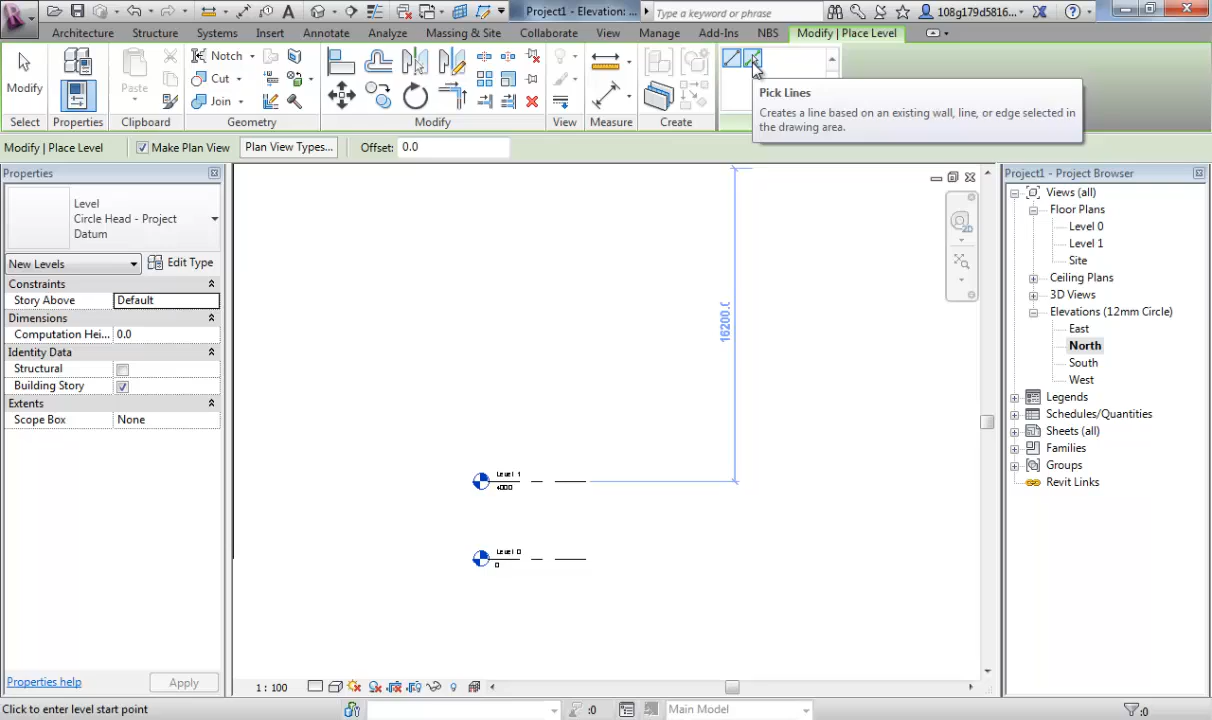 Project1 - Elevation: ...
Type a keyword or phrase
108g179d5816...
Architecture Structure Systems Insert Annotate Analyze Massing & Site Collaborate View Manage Add-Ins NBS Modify | Place Level
Modify
Paste
Notch
Cut
Join
Select Properties Clipboard Geometry Modify View Measure Create
Pick Lines
Creates a line based on an existing wall, line, or edge selected in
the drawing area.
Modify | Place Level Make Plan View Plan View Types... Offset: 0.0
Properties
Level
Circle Head - Project
Datum
New Levels Edit Type
Constraints
Story Above Default
Dimensions
Computation Hei... 0.0
Identity Data
Structural
Building Story
Extents
Scope Box None
Properties help Apply
16200.0
Level 1
4000
Level 0
0
2D
Project1 - Project Browser
Views (all)
Floor Plans
Level 0
Level 1
Site
Ceiling Plans
3D Views
Elevations (12mm Circle)
East
North
South
West
Legends
Schedules/Quantities
Sheets (all)
Families
Groups
Revit Links
1 : 100
Click to enter level start point
:0
Main Model
:0